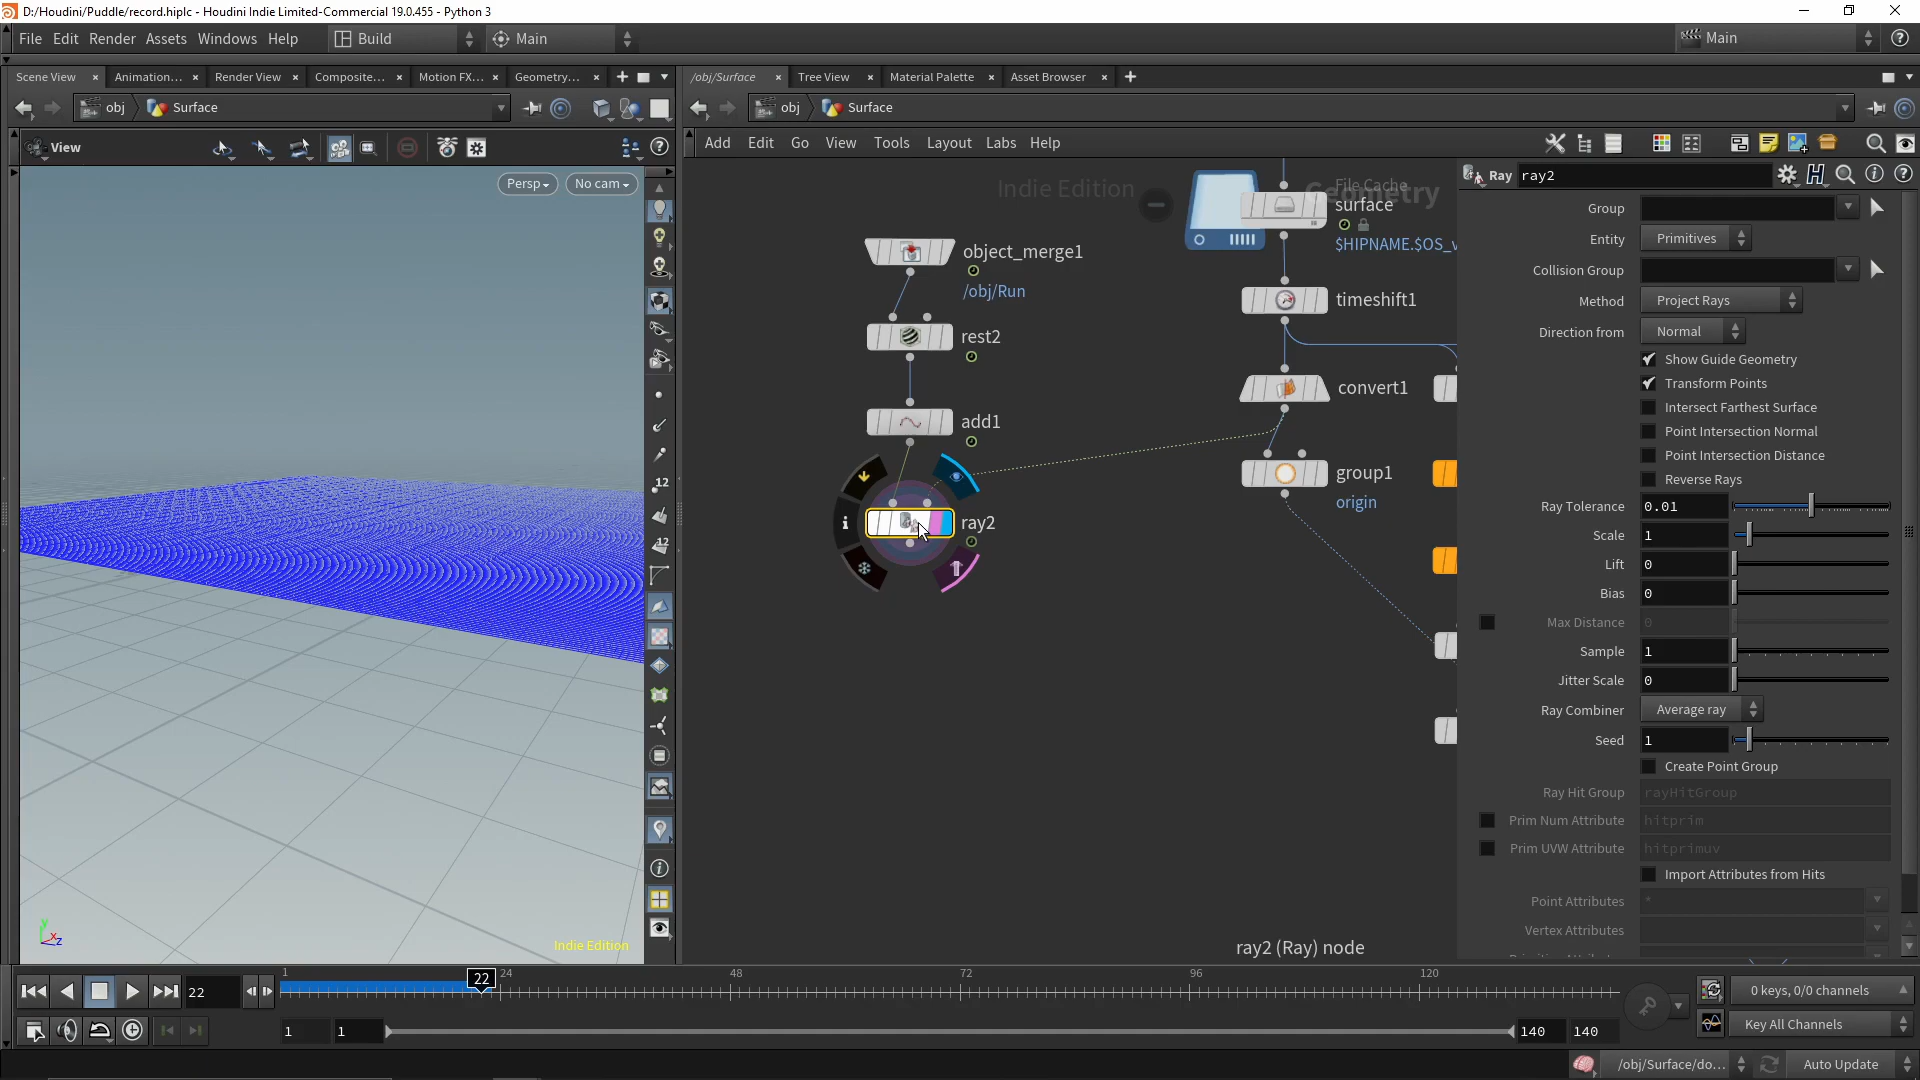 D:/Houdini/Puddle/record.hiplc - Houdini Indie Limited-Commercial 19.0.455 - Python 3
File Edit Render Assets Windows Help Build Main Main
Scene View Animation... Render View Composite... Motion FX... Geometry...
obj Surface
View
Persp No cam
12
12
Indie Edition
y x z
/obj/Surface Tree View Material Palette Asset Browser
obj Surface
Add Edit Go View Tools Layout Labs Help
Indie Edition
Geometry
object_merge1
/obj/Run
rest2
add1
ray2
File Cache
surface
$HIPNAME.$OS_v
timeshift1
convert1
group1
origin
ray2 (Ray) node
Ray ray2
Group
Entity Primitives
Collision Group
Method Project Rays
Direction from Normal
Show Guide Geometry
Transform Points
Intersect Farthest Surface
Point Intersection Normal
Point Intersection Distance
Reverse Rays
Ray Tolerance 0.01
Scale 1
Lift 0
Bias 0
Max Distance 0
Sample 1
Jitter Scale 0
Ray Combiner Average ray
Seed 1
Create Point Group
Ray Hit Group rayHitGroup
Prim Num Attribute hitprim
Prim UVW Attribute hitprimuv
Import Attributes from Hits
Point Attributes *
Vertex Attributes
22 1 22 24 48 72 96 120
1 1 140 140
0 keys, 0/0 channels
Key All Channels
/obj/Surface/do... Auto Update